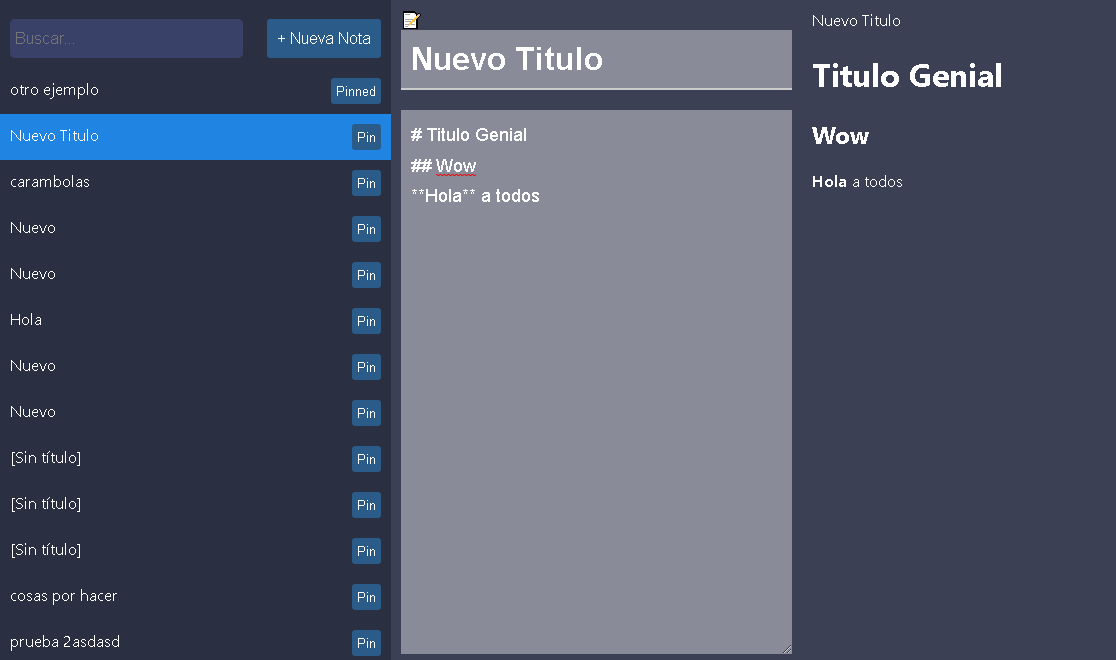 Buscar...
+ Nueva Nota
otro ejemplo
Pinned
Nuevo Titulo
Pin
carambolas
Pin
Nuevo
Pin
Nuevo
Pin
Hola
Pin
Nuevo
Pin
Nuevo
Pin
[Sin título]
Pin
[Sin título]
Pin
[Sin título]
Pin
cosas por hacer
Pin
prueba 2asdasd
Pin
Nuevo Titulo
# Titulo Genial
## Wow
**Hola** a todos
Nuevo Titulo
Titulo Genial
Wow
Hola a todos